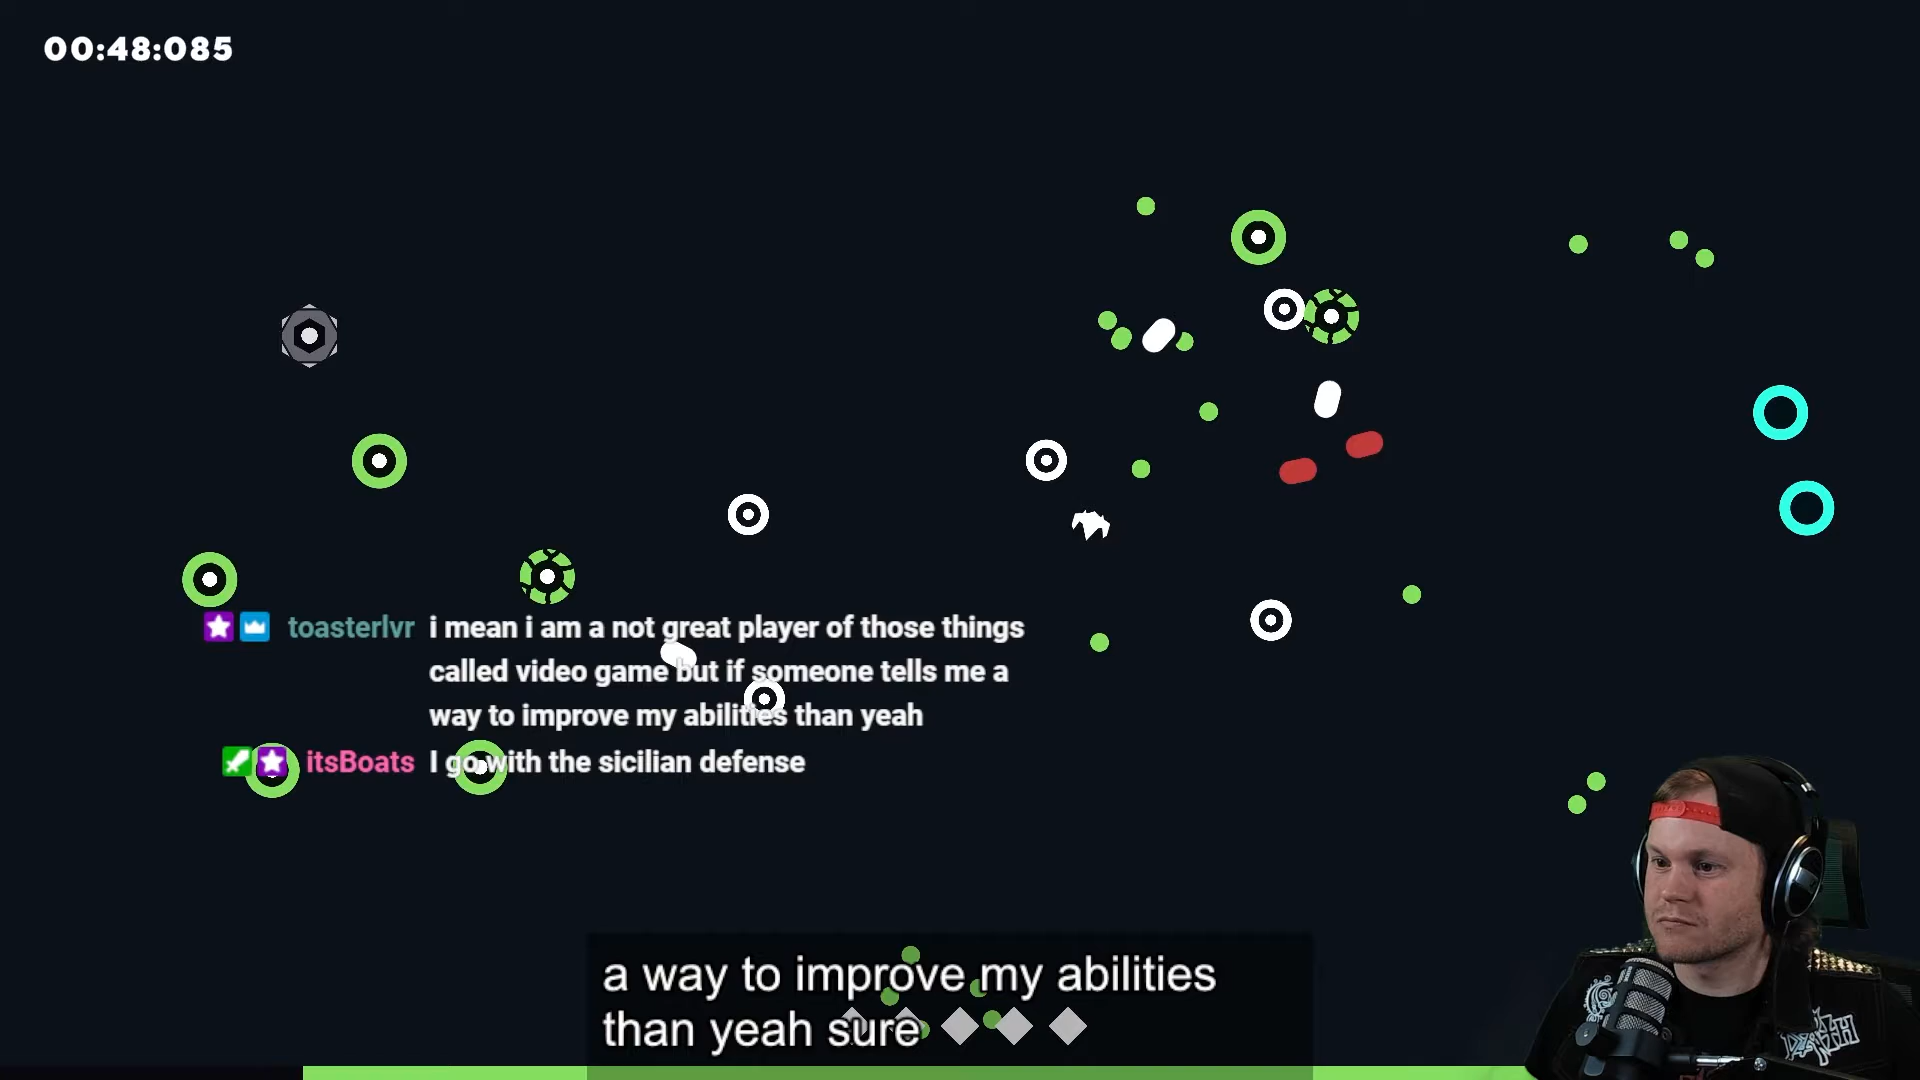 00:48:085
toasterlvr i mean i am a not great player of those things
called video game but if someone tells me a
way to improve my abilities than yeah
itsBoats I go with the sicilian defense
a way to improve my abilities
than yeah sure